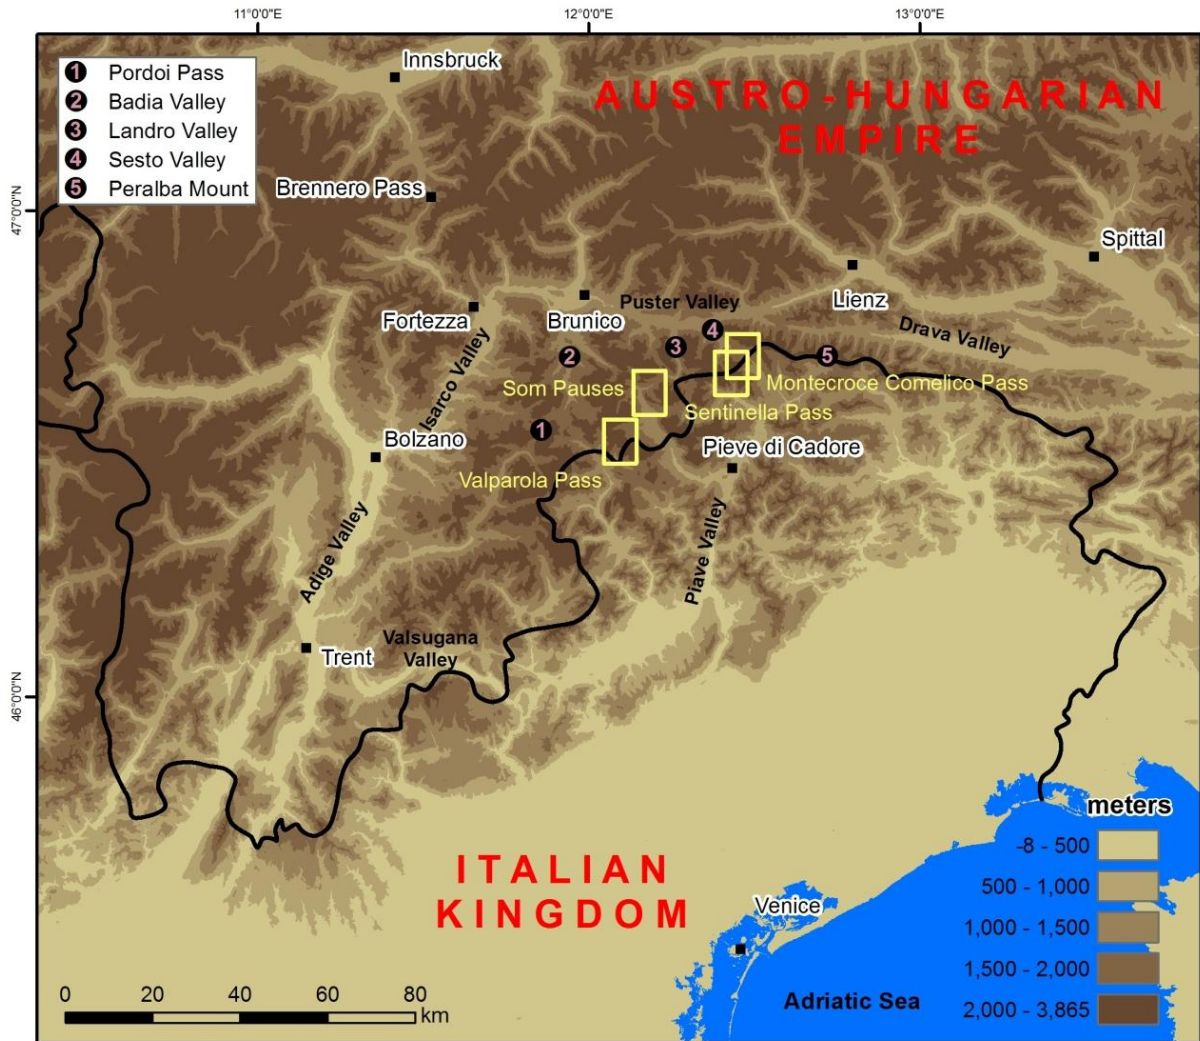 11°0'0"E
12°0'0"E
13°0'0"E
1 Pordoi Pass
2 Badia Valley
3 Landro Valley
4 Sesto Valley
5 Peralba Mount
Innsbruck
AUSTRO-HUNGARIAN
EMPIRE
Brennero Pass
47°0'0"N
Spittal
Lienz
Puster Valley
Fortezza
Brunico
Drava Valley
4
3
2
5
Isarco Valley
Som Pauses
Montecroce Comelico Pass
Sentinella Pass
1
Bolzano
Pieve di Cadore
Valparola Pass
Adige Valley
Piave Valley
Valsugana
Valley
Trent
46°0'0"N
ITALIAN
KINGDOM
Venice
Adriatic Sea
meters
-8 - 500
500 - 1,000
1,000 - 1,500
1,500 - 2,000
2,000 - 3,865
0 20 40 60 80
km